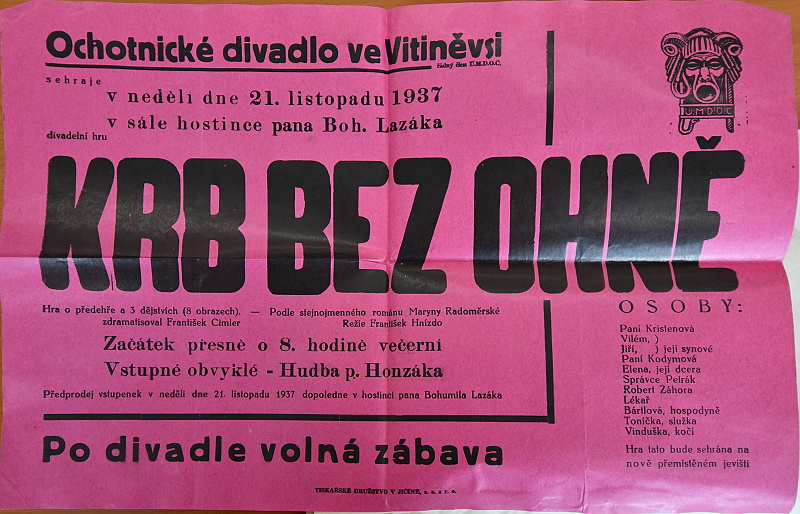 Ochotnické divadlo ve Vitiněvsi
řádný člen Ú.M.D.O.C.
sehraje
v neděli dne 21. listopadu 1937
v sále hostince pana Boh. Lazáka
divadelní hru
U.M.D.O.C
KRB BEZ OHNĚ
Hra o předehře a 3 dějstvích (8 obrazech). — Podle stejnojmenného románu Maryny Radoměrské
zdramatisoval František Cimler Režie František Hnízdo
Začátek přesně o 8. hodině večerní
Vstupné obvyklé - Hudba p. Honzáka
Předprodej vstupenek v neděli dne 21. listopadu 1937 dopoledne v hostinci pana Bohumila Lazáka
Po divadle volná zábava
OSOBY:
Paní Kristenová
Vilém, )
Jiří, ) její synové
Paní Kodymová
Elena, její dcera
Správce Petrák
Robert Záhora
Lékař
Bártlová, hospodyně
Tonička, služka
Vinduška, kočí
Hra tato bude sehrána na
nově přemístěném jevišti
TISKAŘSKÉ DRUŽSTVO V JIČÍNĚ, z. s. s r. o.